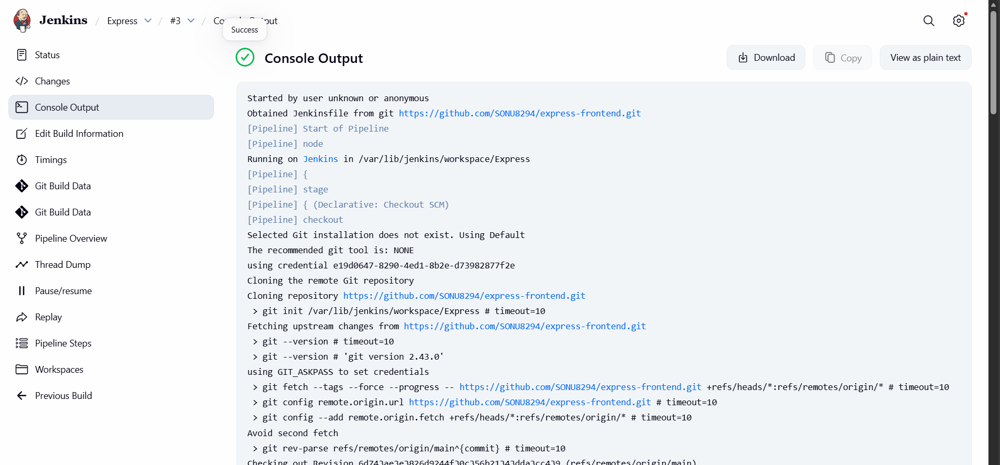 Jenkins / Express / #3 / Console Output
Success
Status
Changes
Console Output
Edit Build Information
Timings
Git Build Data
Git Build Data
Pipeline Overview
Thread Dump
Pause/resume
Replay
Pipeline Steps
Workspaces
Previous Build
Console Output
Download
Copy
View as plain text
Started by user unknown or anonymous
Obtained Jenkinsfile from git https://github.com/SONU8294/express-frontend.git
[Pipeline] Start of Pipeline
[Pipeline] node
Running on Jenkins in /var/lib/jenkins/workspace/Express
[Pipeline] {
[Pipeline] stage
[Pipeline] { (Declarative: Checkout SCM)
[Pipeline] checkout
Selected Git installation does not exist. Using Default
The recommended git tool is: NONE
using credential e19d0647-8290-4ed1-8b2e-d73982877f2e
Cloning the remote Git repository
Cloning repository https://github.com/SONU8294/express-frontend.git
> git init /var/lib/jenkins/workspace/Express # timeout=10
Fetching upstream changes from https://github.com/SONU8294/express-frontend.git
> git --version # timeout=10
> git --version # 'git version 2.43.0'
using GIT_ASKPASS to set credentials
> git fetch --tags --force --progress -- https://github.com/SONU8294/express-frontend.git +refs/heads/*:refs/remotes/origin/* # timeout=10
> git config remote.origin.url https://github.com/SONU8294/express-frontend.git # timeout=10
> git config --add remote.origin.fetch +refs/heads/*:refs/remotes/origin/* # timeout=10
Avoid second fetch
> git rev-parse refs/remotes/origin/main^{commit} # timeout=10
Checking out Revision 6d743ae3e3826d9244f30c356b21343dda3cc439 (refs/remotes/origin/main)